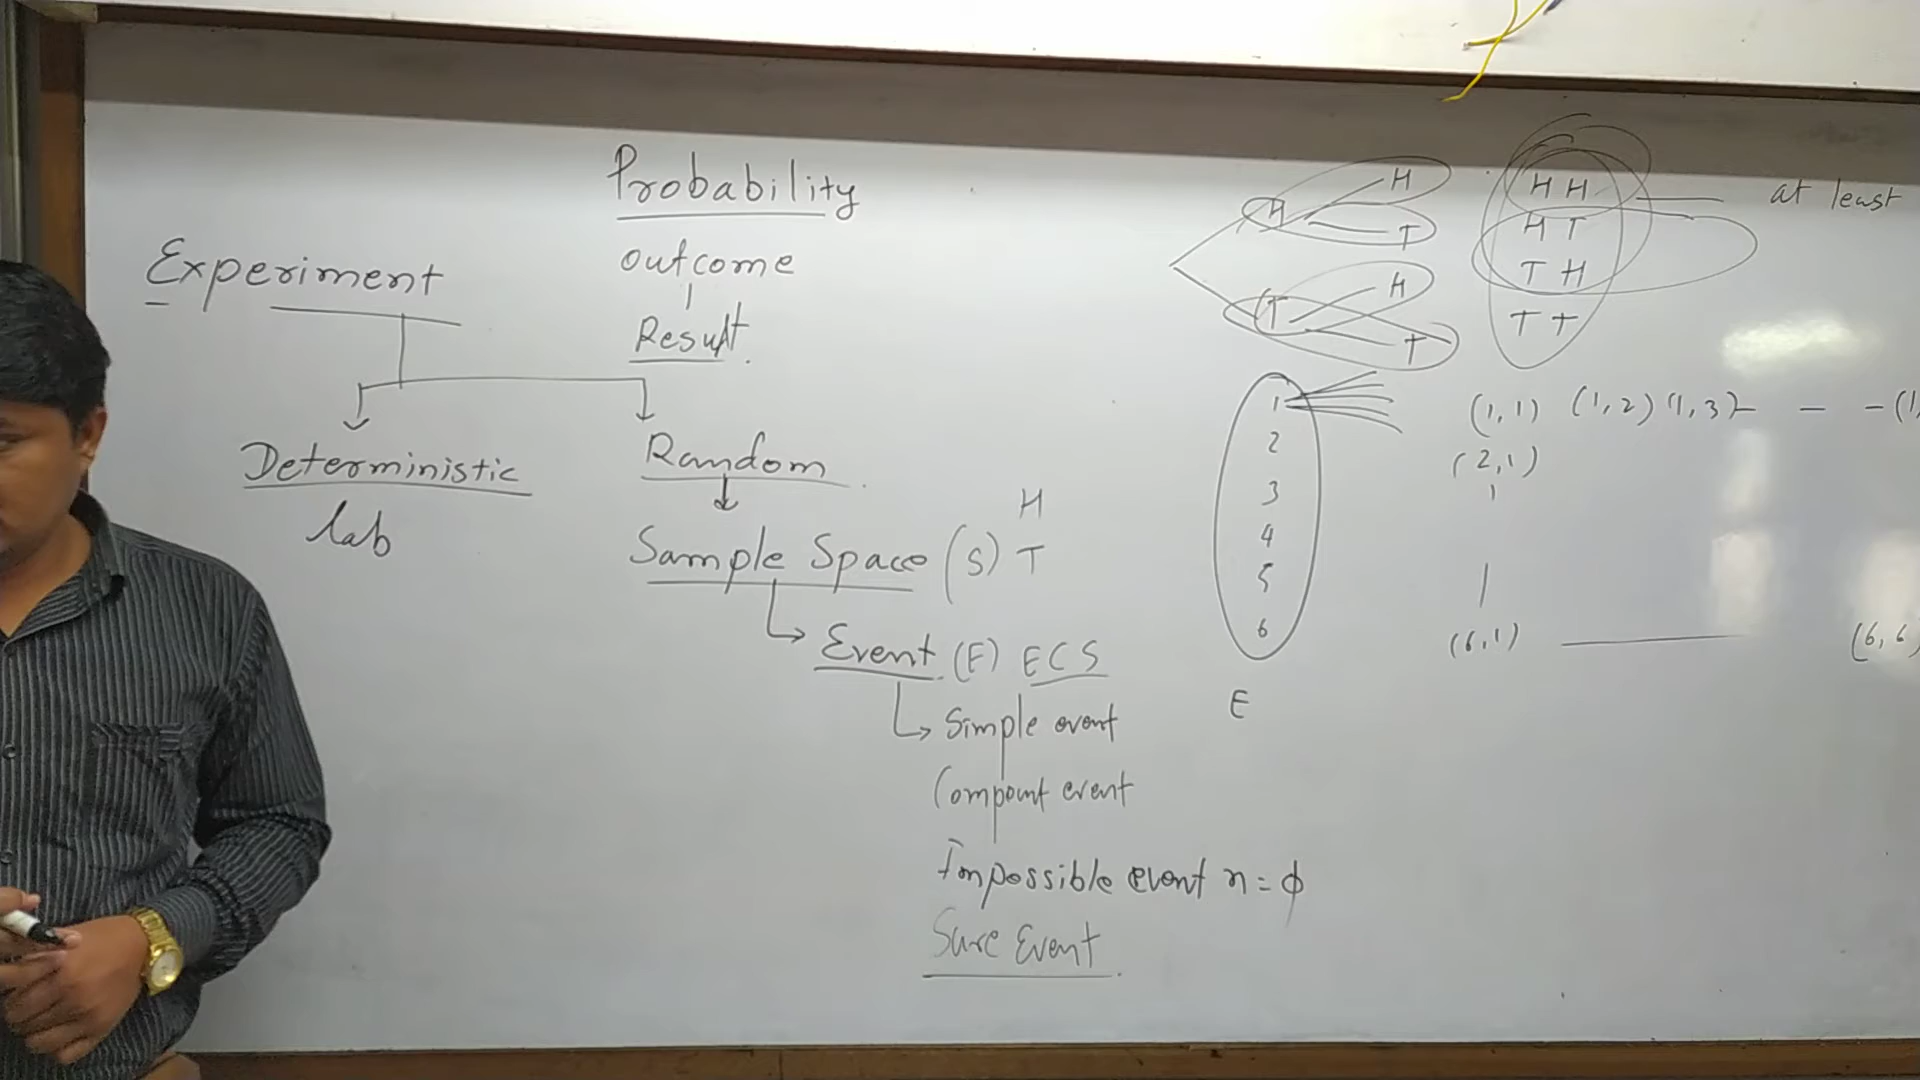 Probability
outcome
Result.
Experiment
Deterministic
lab
Random
Sample Space (S)
H
T
Event (E) E⊂S
Simple event
Compount event
Impossible event n = ϕ
Sure Event
H
H
T
T
H
T
H H
H T
T H
T T
at least
1
2
3
4
5
6
(1,1) (1,2) (1,3) - - - (1,
(2,1)
(6,1) (6,6)
E